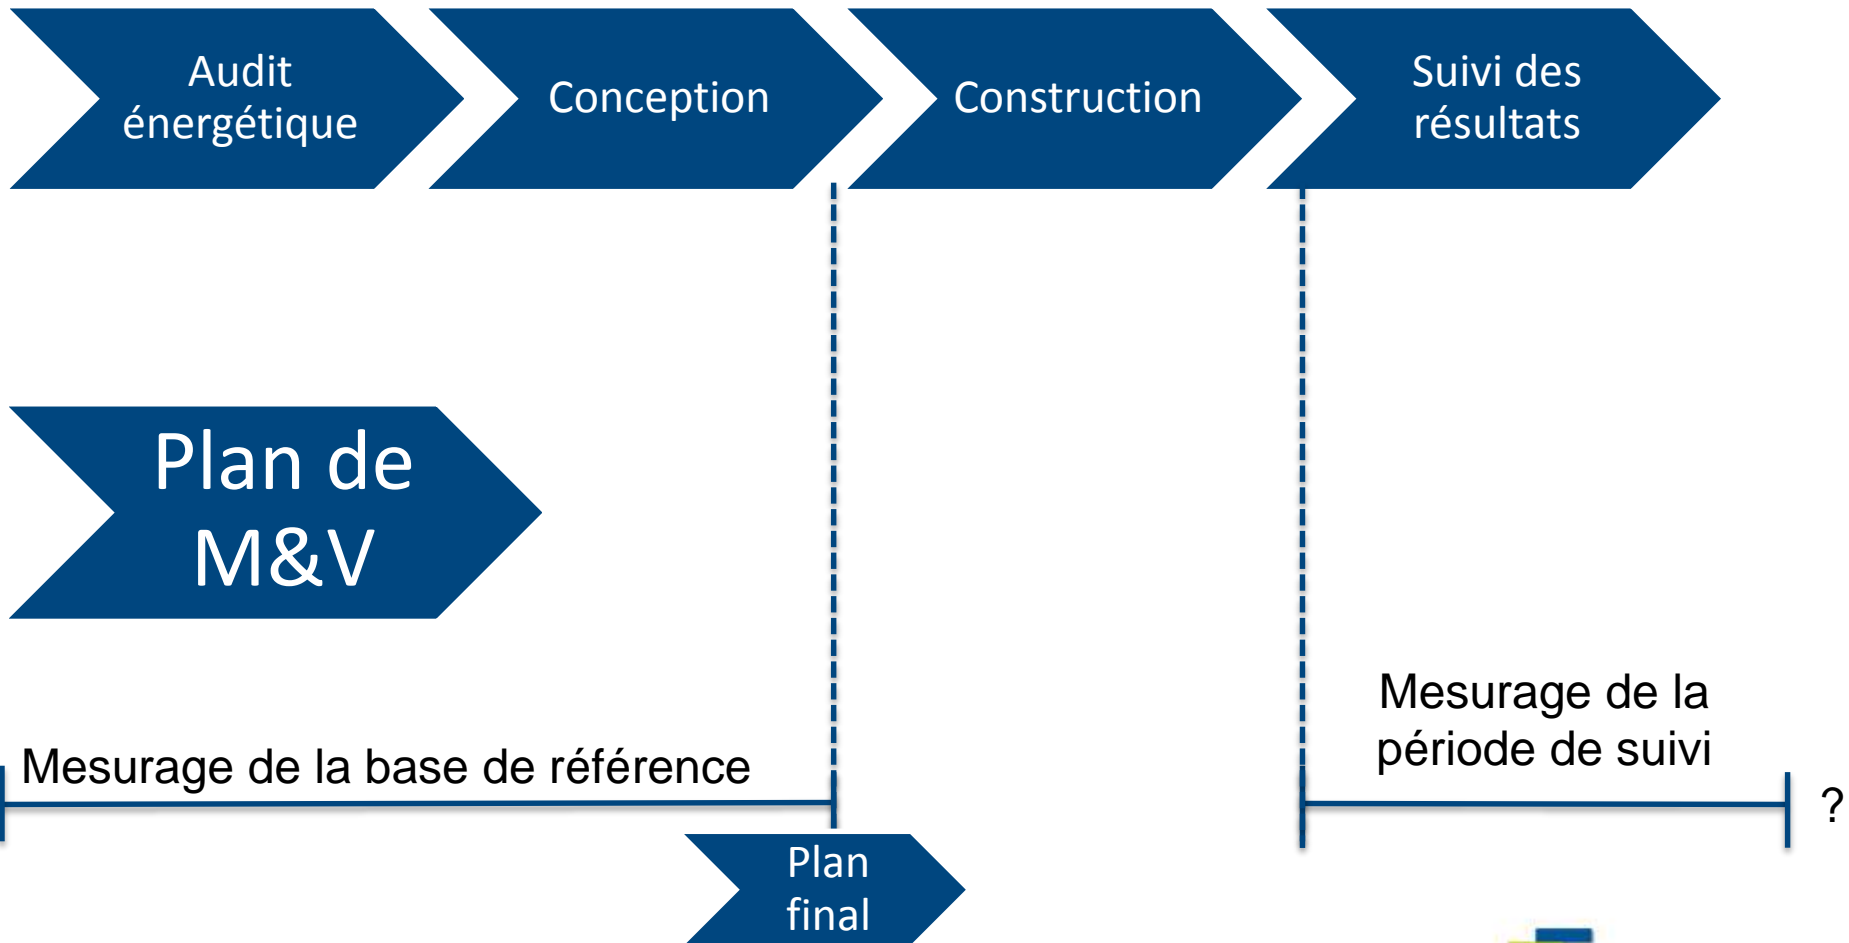 Audit
énergétique
Conception
Construction
Suivi des
résultats
Plan de
M&V
Mesurage de la base de référence
Mesurage de la
période de suivi
?
Plan
final